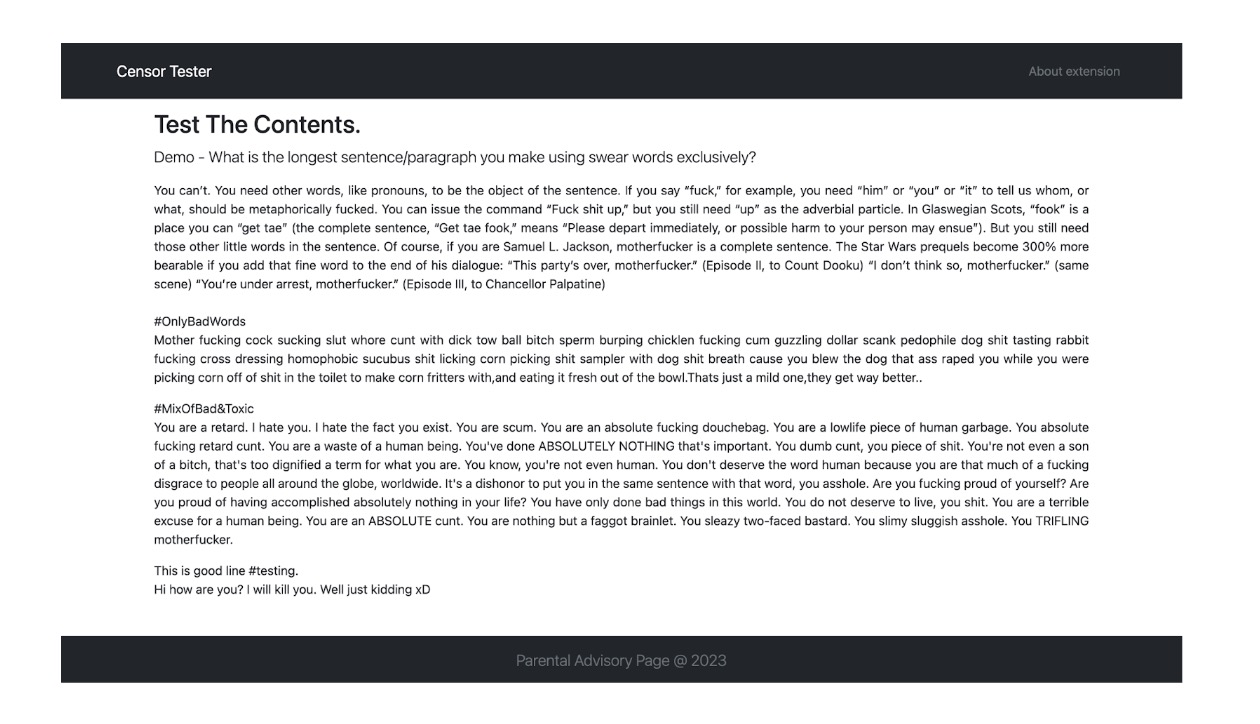 Censor Tester
About extension
Test The Contents.
Demo - What is the longest sentence/paragraph you make using swear words exclusively?
You can’t. You need other words, like pronouns, to be the object of the sentence. If you say “fuck,” for example, you need “him” or “you” or “it” to tell us whom, or
what, should be metaphorically fucked. You can issue the command “Fuck shit up,” but you still need “up” as the adverbial particle. In Glaswegian Scots, “fook” is a
place you can “get tae” (the complete sentence, “Get tae fook,” means “Please depart immediately, or possible harm to your person may ensue”). But you still need
those other little words in the sentence. Of course, if you are Samuel L. Jackson, motherfucker is a complete sentence. The Star Wars prequels become 300% more
bearable if you add that fine word to the end of his dialogue: “This party’s over, motherfucker.” (Episode II, to Count Dooku) “I don’t think so, motherfucker.” (same
scene) “You’re under arrest, motherfucker.” (Episode III, to Chancellor Palpatine)
#OnlyBadWords
Mother fucking cock sucking slut whore cunt with dick tow ball bitch sperm burping chicklen fucking cum guzzling dollar scank pedophile dog shit tasting rabbit
fucking cross dressing homophobic sucubus shit licking corn picking shit sampler with dog shit breath cause you blew the dog that ass raped you while you were
picking corn off of shit in the toilet to make corn fritters with,and eating it fresh out of the bowl.Thats just a mild one,they get way better..
#MixOfBad&Toxic
You are a retard. I hate you. I hate the fact you exist. You are scum. You are an absolute fucking douchebag. You are a lowlife piece of human garbage. You absolute
fucking retard cunt. You are a waste of a human being. You've done ABSOLUTELY NOTHING that's important. You dumb cunt, you piece of shit. You're not even a son
of a bitch, that's too dignified a term for what you are. You know, you're not even human. You don't deserve the word human because you are that much of a fucking
disgrace to people all around the globe, worldwide. It's a dishonor to put you in the same sentence with that word, you asshole. Are you fucking proud of yourself? Are
you proud of having accomplished absolutely nothing in your life? You have only done bad things in this world. You do not deserve to live, you shit. You are a terrible
excuse for a human being. You are an ABSOLUTE cunt. You are nothing but a faggot brainlet. You sleazy two-faced bastard. You slimy sluggish asshole. You TRIFLING
motherfucker.
This is good line #testing.
Hi how are you? I will kill you. Well just kidding xD
Parental Advisory Page @ 2023